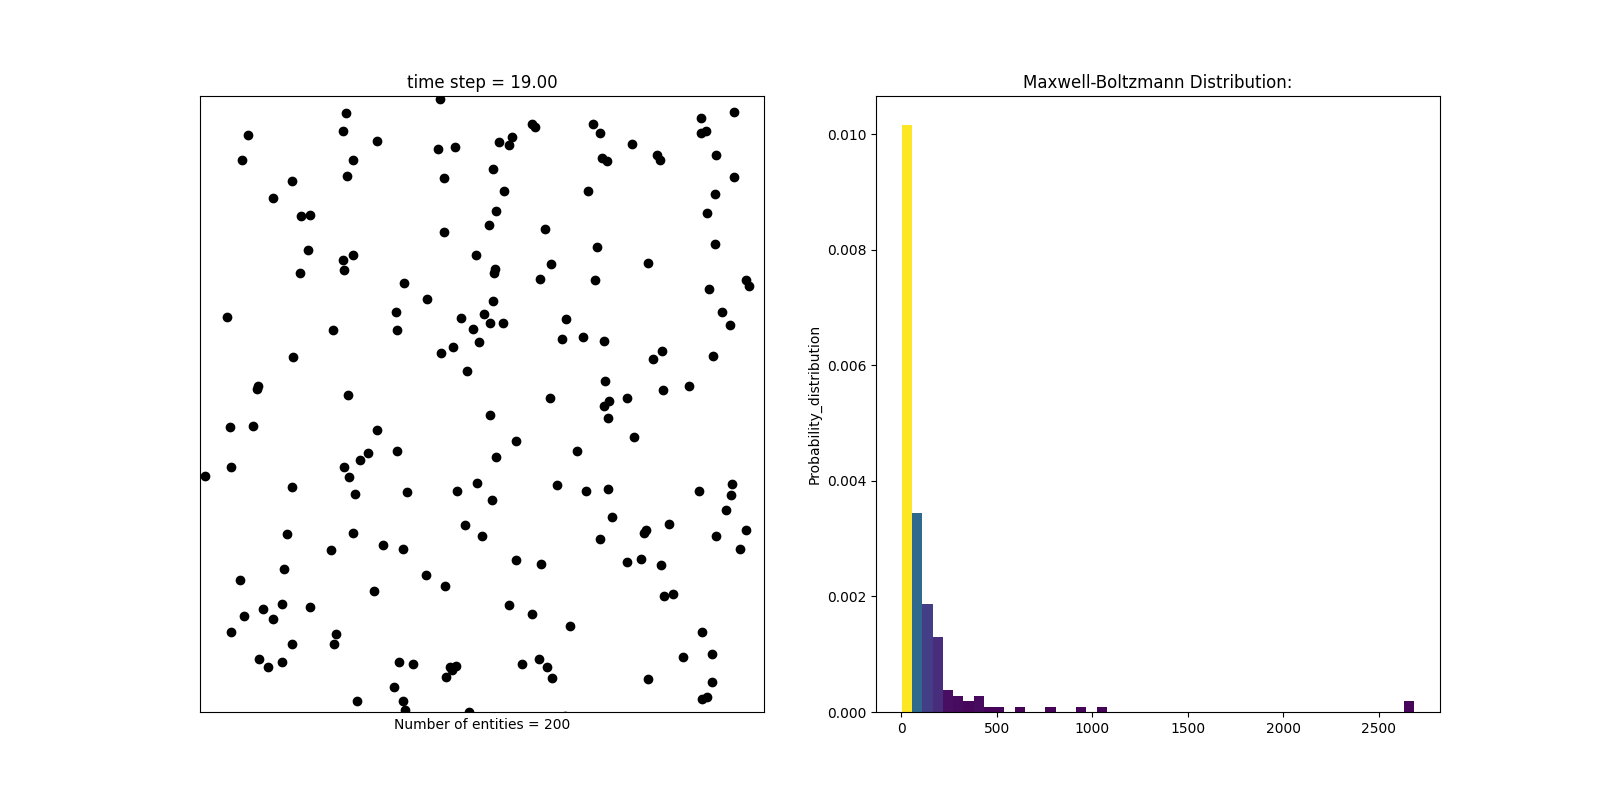 time step = 19.00
Number of entities = 200
Maxwell-Boltzmann Distribution:
Probability_distribution
0.010
0.008
0.006
0.004
0.002
0.000
0 500 1000 1500 2000 2500